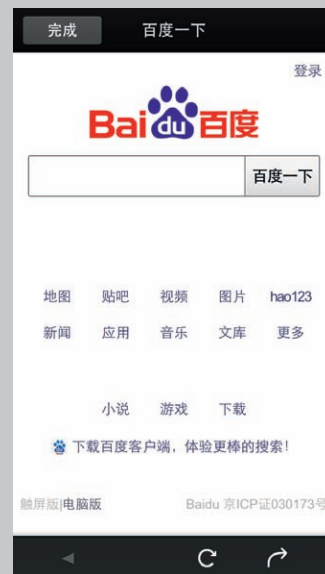 完成 百度一下
登录
Bai du 百度
百度一下
地图 贴吧 视频 图片 hao123
新闻 应用 音乐 文库 更多
小说 游戏 下载
下载百度客户端，体验更棒的搜索！
触屏版|电脑版 Baidu 京ICP证030173号